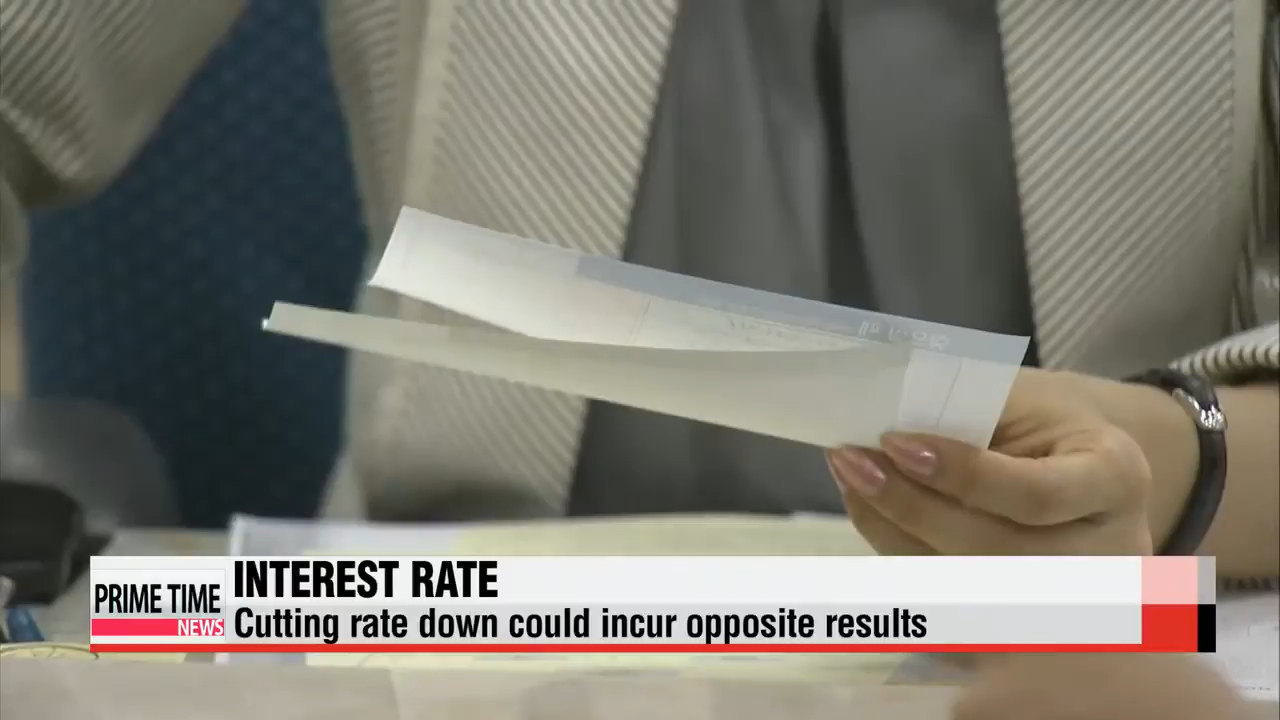 PRIME TIME
NEWS
INTEREST RATE
Cutting rate down could incur opposite results